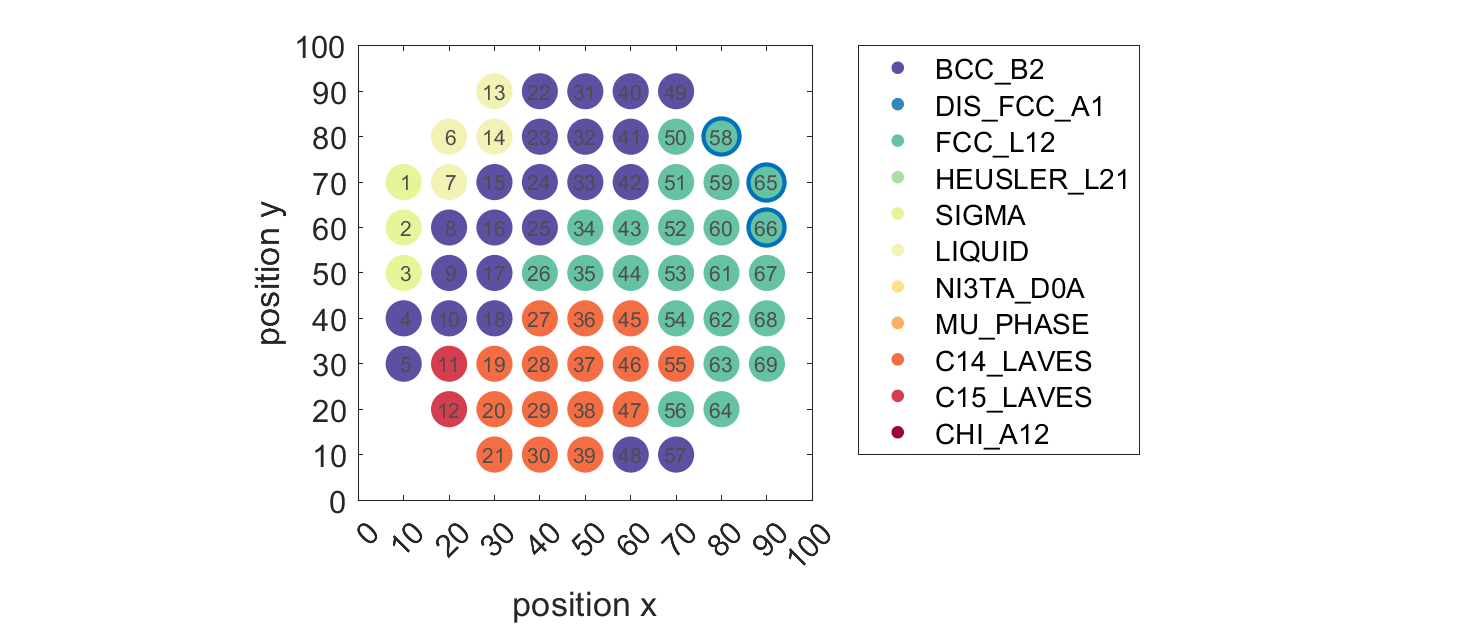 100
90
80
70
60
50
40
30
20
10
0
position y
13 22 31 40 49
6 14 23 32 41 50 58
1 7 15 24 33 42 51 59 65
2 8 16 25 34 43 52 60 66
3 9 17 26 35 44 53 61 67
4 10 18 27 36 45 54 62 68
5 11 19 28 37 46 55 63 69
12 20 29 38 47 56 64
21 30 39 48 57
0 10 20 30 40 50 60 70 80 90 100
position x
BCC_B2
DIS_FCC_A1
FCC_L12
HEUSLER_L21
SIGMA
LIQUID
NI3TA_D0A
MU_PHASE
C14_LAVES
C15_LAVES
CHI_A12